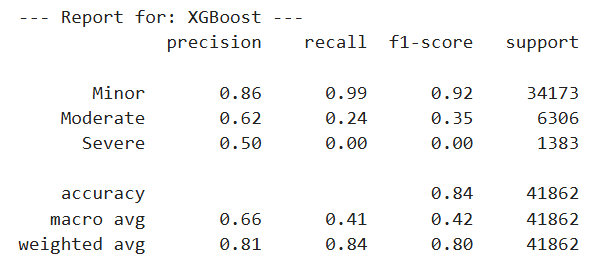 --- Report for: XGBoost ---
precision recall f1-score support
Minor 0.86 0.99 0.92 34173
Moderate 0.62 0.24 0.35 6306
Severe 0.50 0.00 0.00 1383
accuracy 0.84 41862
macro avg 0.66 0.41 0.42 41862
weighted avg 0.81 0.84 0.80 41862